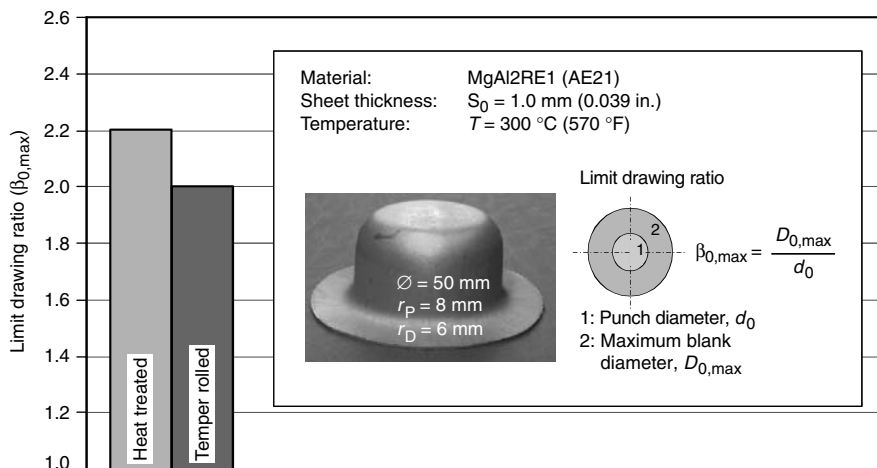 2.6
2.4
2.2
2.0
1.8
1.6
1.4
1.2
1.0
Limit drawing ratio (β0,max)
Heat treated
Temper rolled
Material: MgAl2RE1 (AE21)
Sheet thickness: S0 = 1.0 mm (0.039 in.)
Temperature: T = 300 °C (570 °F)
∅ = 50 mm
rP = 8 mm
rD = 6 mm
Limit drawing ratio
2
1
β0,max = D0,max / d0
1: Punch diameter, d0
2: Maximum blank
diameter, D0,max